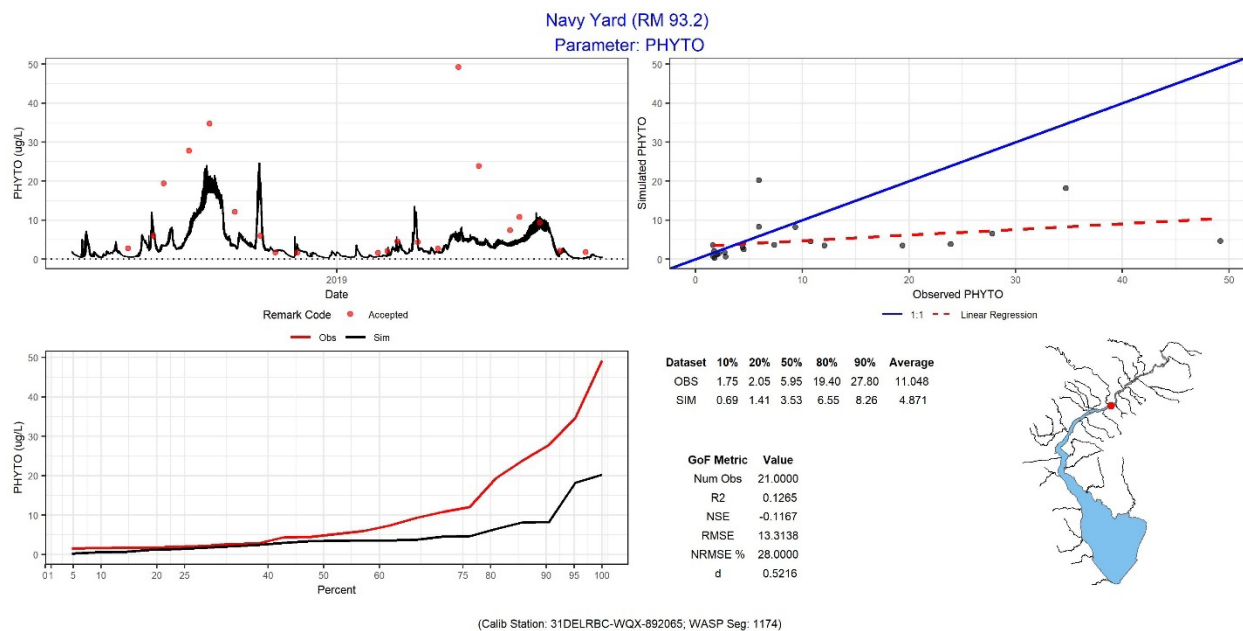 Navy Yard (RM 93.2)
Parameter: PHYTO
50
40
30
20
10
0
PHYTO (ug/L)
2019
Date
Remark Code Accepted
50
40
30
20
10
0
Simulated PHYTO
0 10 20 30 40 50
Observed PHYTO
1:1 Linear Regression
Obs Sim
50
40
30
20
10
0
PHYTO (ug/L)
01 5 10 20 25 40 50 60 75 80 90 95 100
Percent
Dataset 10% 20% 50% 80% 90% Average
OBS 1.75 2.05 5.95 19.40 27.80 11.048
SIM 0.69 1.41 3.53 6.55 8.26 4.871
GoF Metric Value
Num Obs 21.0000
R2 0.1265
NSE -0.1167
RMSE 13.3138
NRMSE % 28.0000
d 0.5216
(Calib Station: 31DELRBC-WQX-892065; WASP Seg: 1174)